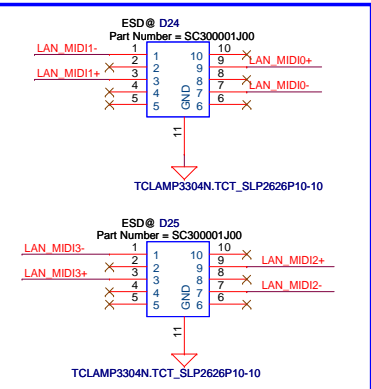 ESD@ D24
Part Number = SC300001J00
LAN_MIDI1- 1 1 10 10
2 2 9 9 LAN_MIDI0+
LAN_MIDI1+ 3 3 8 8
4 4 7 7 LAN_MIDI0-
5 5 GND 6 6
11
TCLAMP3304N.TCT_SLP2626P10-10
ESD@ D25
Part Number = SC300001J00
LAN_MIDI3- 1 1 10 10
2 2 9 9 LAN_MIDI2+
LAN_MIDI3+ 3 3 8 8
4 4 7 7 LAN_MIDI2-
5 5 GND 6 6
11
TCLAMP3304N.TCT_SLP2626P10-10